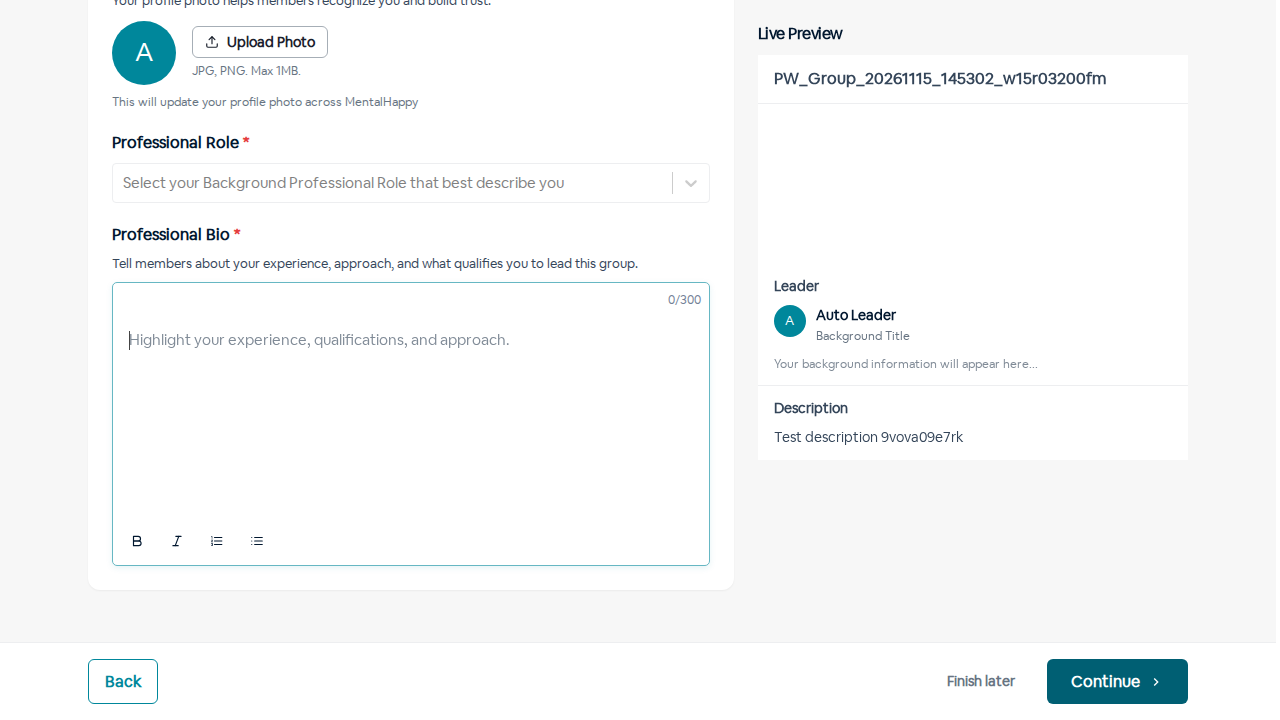 Your profile photo helps members recognize you and build trust.
A
Upload Photo
JPG, PNG. Max 1MB.
This will update your profile photo across MentalHappy
Professional Role *
Select your Background Professional Role that best describe you
Professional Bio *
Tell members about your experience, approach, and what qualifies you to lead this group.
0/300
Highlight your experience, qualifications, and approach.
Back
Finish later
Continue
Live Preview
PW_Group_20261115_145302_w15r03200fm
Leader
A
Auto Leader
Background Title
Your background information will appear here...
Description
Test description 9vova09e7rk